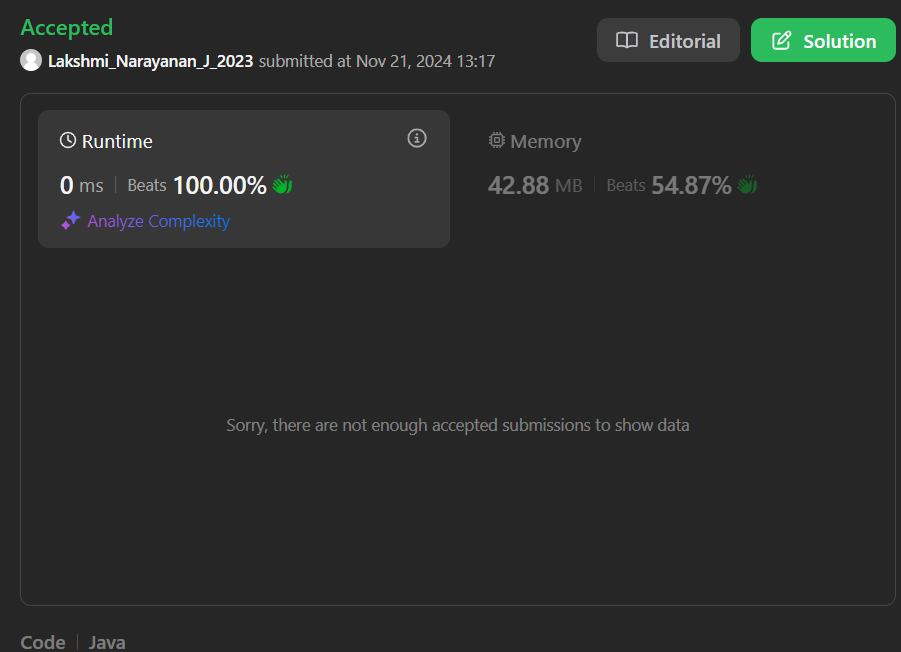 Accepted
Editorial
Solution
Lakshmi_Narayanan_J_2023 submitted at Nov 21, 2024 13:17
Runtime
0 ms | Beats 100.00%
Analyze Complexity
Memory
42.88 MB | Beats 54.87%
Sorry, there are not enough accepted submissions to show data
Code | Java